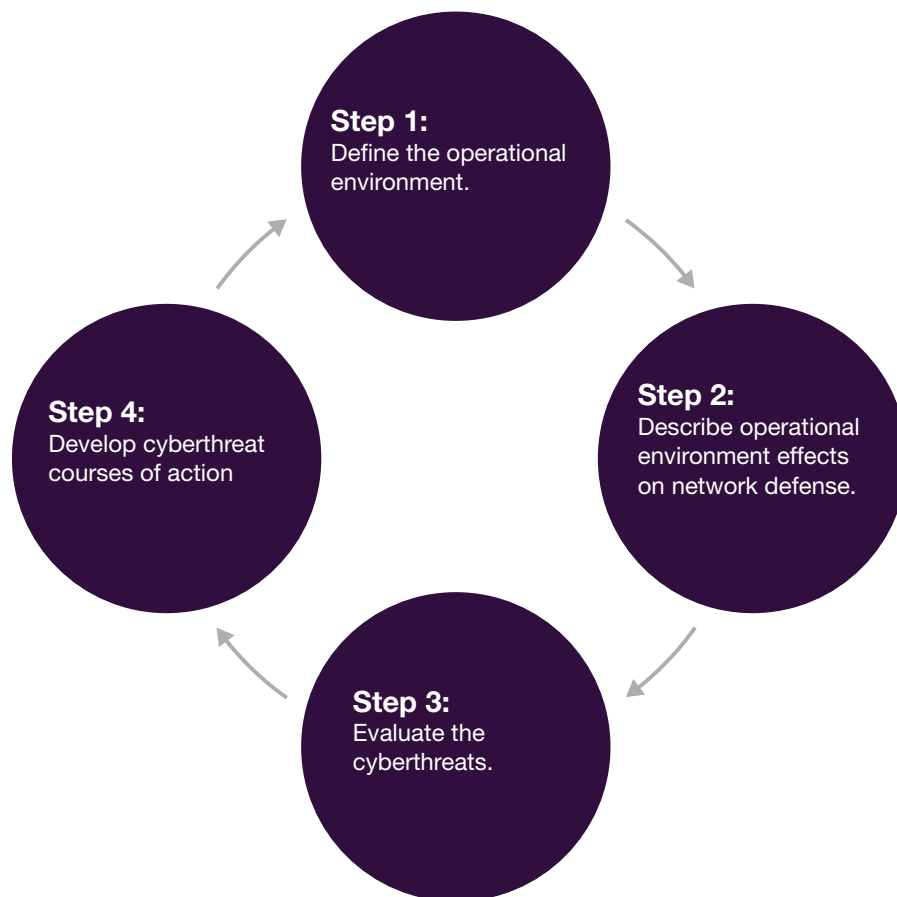 Step 1:
Define the operational
environment.
Step 2:
Describe operational
environment effects
on network defense.
Step 3:
Evaluate the
cyberthreats.
Step 4:
Develop cyberthreat
courses of action